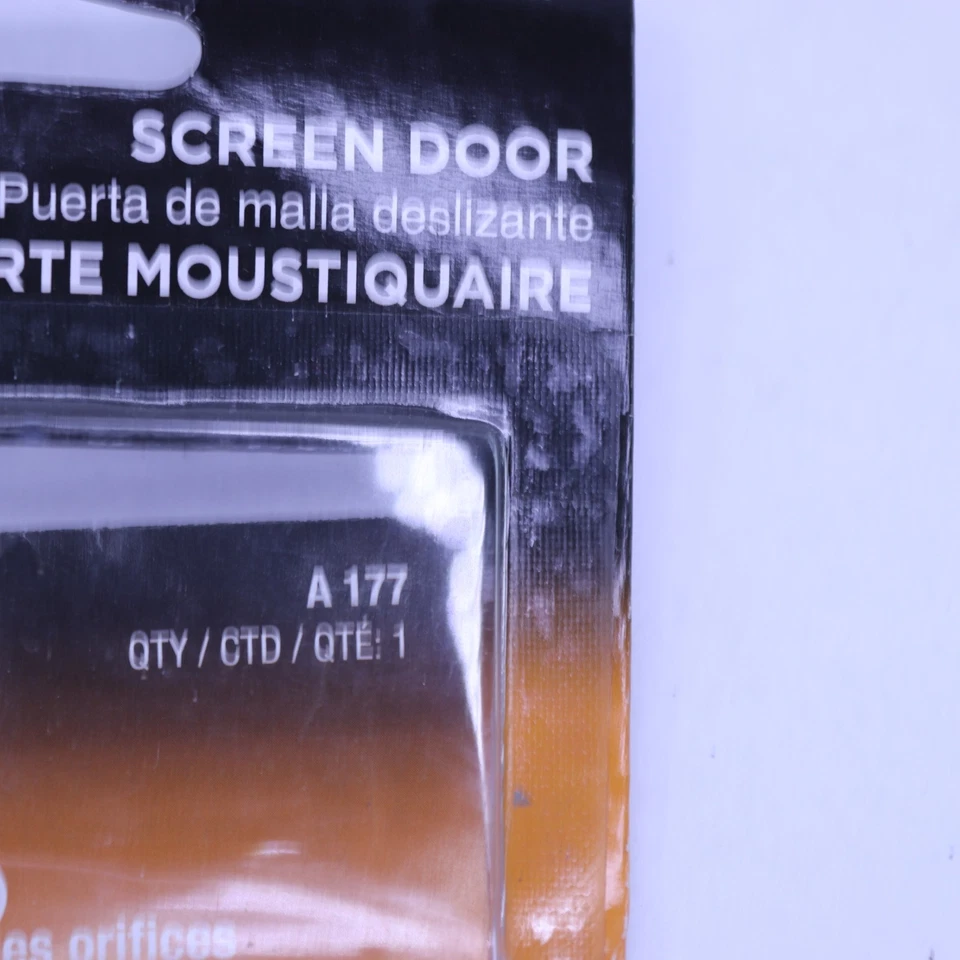 SCREEN DOOR
Puerta de malla deslizante
RTE MOUSTIQUAIRE
A 177
QTY / CTD / QTÉ: 1
es orifices